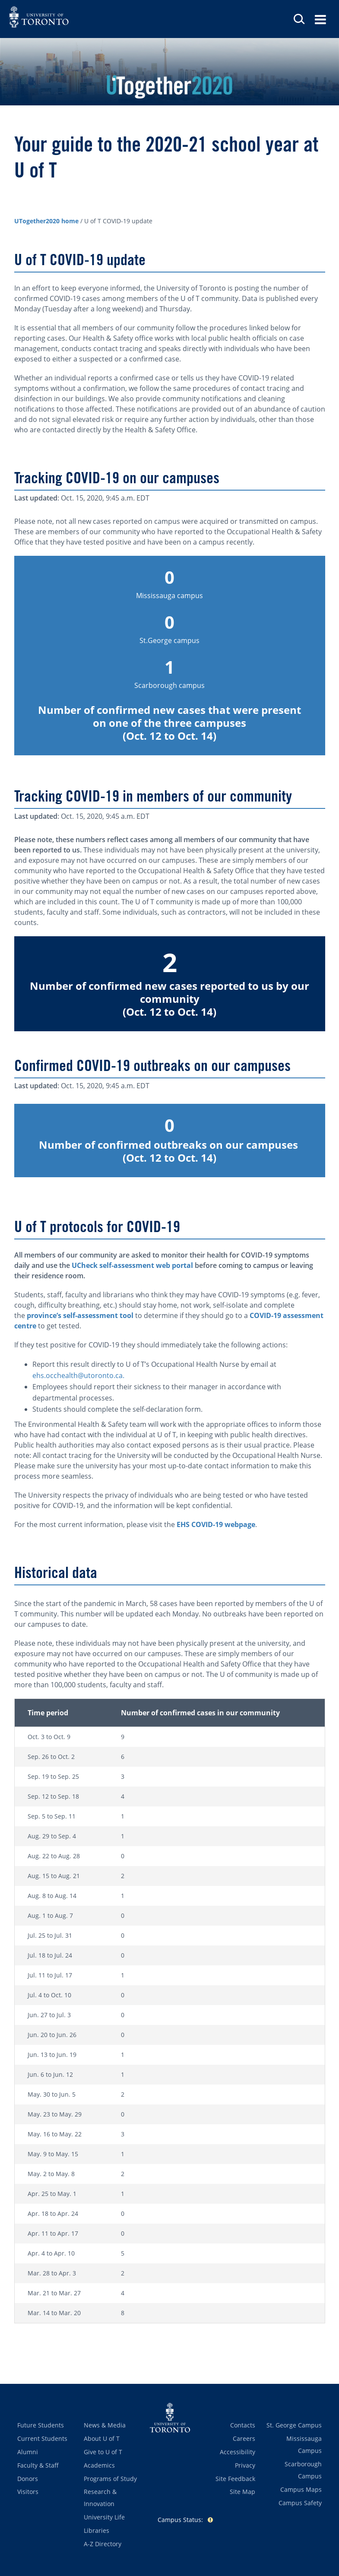 UNIVERSITY OF
TORONTO
UTogether2020
Your guide to the 2020-21 school year at
U of T
UTogether2020 home / U of T COVID-19 update
U of T COVID-19 update
In an effort to keep everyone informed, the University of Toronto is posting the number of
confirmed COVID-19 cases among members of the U of T community. Data is published every
Monday (Tuesday after a long weekend) and Thursday.
It is essential that all members of our community follow the procedures linked below for
reporting cases. Our Health & Safety office works with local public health officials on case
management, conducts contact tracing and speaks directly with individuals who have been
exposed to either a suspected or a confirmed case.
Whether an individual reports a confirmed case or tells us they have COVID-19 related
symptoms without a confirmation, we follow the same procedures of contact tracing and
disinfection in our buildings. We also provide community notifications and cleaning
notifications to those affected. These notifications are provided out of an abundance of caution
and do not signal elevated risk or require any further action by individuals, other than those
who are contacted directly by the Health & Safety Office.
Tracking COVID-19 on our campuses
Last updated: Oct. 15, 2020, 9:45 a.m. EDT
Please note, not all new cases reported on campus were acquired or transmitted on campus.
These are members of our community who have reported to the Occupational Health & Safety
Office that they have tested positive and have been on a campus recently.
0
Mississauga campus
0
St.George campus
1
Scarborough campus
Number of confirmed new cases that were present
on one of the three campuses
(Oct. 12 to Oct. 14)
Tracking COVID-19 in members of our community
Last updated: Oct. 15, 2020, 9:45 a.m. EDT
Please note, these numbers reflect cases among all members of our community that have
been reported to us. These individuals may not have been physically present at the university,
and exposure may not have occurred on our campuses. These are simply members of our
community who have reported to the Occupational Health & Safety Office that they have tested
positive whether they have been on campus or not. As a result, the total number of new cases
in our community may not equal the number of new cases on our campuses reported above,
which are included in this count. The U of T community is made up of more than 100,000
students, faculty and staff. Some individuals, such as contractors, will not be included in these
counts.
2
Number of confirmed new cases reported to us by our
community
(Oct. 12 to Oct. 14)
Confirmed COVID-19 outbreaks on our campuses
Last updated: Oct. 15, 2020, 9:45 a.m. EDT
0
Number of confirmed outbreaks on our campuses
(Oct. 12 to Oct. 14)
U of T protocols for COVID-19
All members of our community are asked to monitor their health for COVID-19 symptoms
daily and use the UCheck self-assessment web portal before coming to campus or leaving
their residence room.
Students, staff, faculty and librarians who think they may have COVID-19 symptoms (e.g. fever,
cough, difficulty breathing, etc.) should stay home, not work, self-isolate and complete
the province's self-assessment tool to determine if they should go to a COVID-19 assessment
centre to get tested.
If they test positive for COVID-19 they should immediately take the following actions:
Report this result directly to U of T's Occupational Health Nurse by email at
ehs.occhealth@utoronto.ca.
Employees should report their sickness to their manager in accordance with
departmental processes.
Students should complete the self-declaration form.
The Environmental Health & Safety team will work with the appropriate offices to inform those
who have had contact with the individual at U of T, in keeping with public health directives.
Public health authorities may also contact exposed persons as is their usual practice. Please
note: All contact tracing for the University will be conducted by the Occupational Health Nurse.
Please make sure the university has your most up-to-date contact information to make this
process more seamless.
The University respects the privacy of individuals who are being tested or who have tested
positive for COVID-19, and the information will be kept confidential.
For the most current information, please visit the EHS COVID-19 webpage.
Historical data
Since the start of the pandemic in March, 58 cases have been reported by members of the U of
T community. This number will be updated each Monday. No outbreaks have been reported on
our campuses to date.
Please note, these individuals may not have been physically present at the university, and
exposure may not have occurred on our campuses. These are simply members of our
community who have reported to the Occupational Health and Safety Office that they have
tested positive whether they have been on campus or not. The U of T community is made up of
more than 100,000 students, faculty and staff.
Time period Number of confirmed cases in our community
Oct. 3 to Oct. 9 9
Sep. 26 to Oct. 2 6
Sep. 19 to Sep. 25 3
Sep. 12 to Sep. 18 4
Sep. 5 to Sep. 11 1
Aug. 29 to Sep. 4 1
Aug. 22 to Aug. 28 0
Aug. 15 to Aug. 21 2
Aug. 8 to Aug. 14 1
Aug. 1 to Aug. 7 0
Jul. 25 to Jul. 31 0
Jul. 18 to Jul. 24 0
Jul. 11 to Jul. 17 1
Jul. 4 to Oct. 10 0
Jun. 27 to Jul. 3 0
Jun. 20 to Jun. 26 0
Jun. 13 to Jun. 19 1
Jun. 6 to Jun. 12 1
May. 30 to Jun. 5 2
May. 23 to May. 29 0
May. 16 to May. 22 3
May. 9 to May. 15 1
May. 2 to May. 8 2
Apr. 25 to May. 1 1
Apr. 18 to Apr. 24 0
Apr. 11 to Apr. 17 0
Apr. 4 to Apr. 10 5
Mar. 28 to Apr. 3 2
Mar. 21 to Mar. 27 4
Mar. 14 to Mar. 20 8
Future Students
Current Students
Alumni
Faculty & Staff
Donors
Visitors
News & Media
About U of T
Give to U of T
Academics
Programs of Study
Research &
Innovation
University Life
Libraries
A-Z Directory
UNIVERSITY OF
TORONTO
Campus Status:
Contacts
Careers
Accessibility
Privacy
Site Feedback
Site Map
St. George Campus
Mississauga
Campus
Scarborough
Campus
Campus Maps
Campus Safety